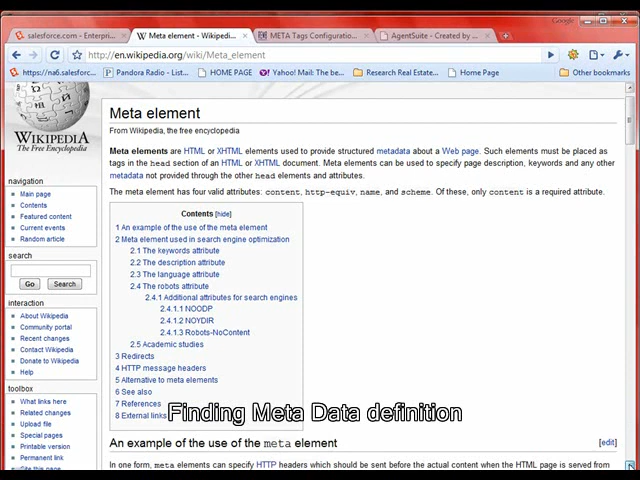 Google
salesforce.com - Enterpri...
Meta element - Wikipedi...
META Tags Configuratio...
AgentSuite - Created by ...
http://en.wikipedia.org/wiki/Meta_element
https://na6.salesforc...
Pandora Radio - List...
HOME PAGE
Yahoo! Mail: The be...
Research Real Estate...
Home Page
Other bookmarks
WIKIPEDIA
The Free Encyclopedia
navigation
Main page
Contents
Featured content
Current events
Random article
search
Go
Search
interaction
About Wikipedia
Community portal
Recent changes
Contact Wikipedia
Donate to Wikipedia
Help
toolbox
What links here
Related changes
Upload file
Special pages
Printable version
Permanent link
Cite this page
Meta element
From Wikipedia, the free encyclopedia
Meta elements are HTML or XHTML elements used to provide structured metadata about a Web page. Such elements must be placed as
tags in the head section of an HTML or XHTML document. Meta elements can be used to specify page description, keywords and any other
metadata not provided through the other head elements and attributes.
The meta element has four valid attributes: content, http-equiv, name, and scheme. Of these, only content is a required attribute.
Contents [hide]
1 An example of the use of the meta element
2 Meta element used in search engine optimization
2.1 The keywords attribute
2.2 The description attribute
2.3 The language attribute
2.4 The robots attribute
2.4.1 Additional attributes for search engines
2.4.1.1 NOODP
2.4.1.2 NOYDIR
2.4.1.3 Robots-NoContent
2.5 Academic studies
3 Redirects
4 HTTP message headers
5 Alternative to meta elements
6 See also
7 References
8 External links
Finding Meta Data definition
An example of the use of the meta element
[edit]
In one form, meta elements can specify HTTP headers which should be sent before the actual content when the HTML page is served from